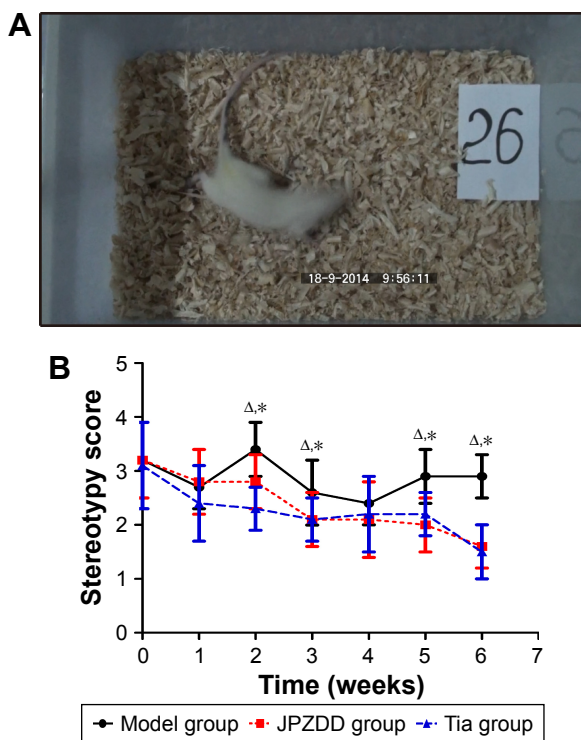 A
26
18-9-2014 9:56:11
B
Stereotypy score
5
4
3
2
1
0
Δ,*
Δ,*
Δ,*
Δ,*
0 1 2 3 4 5 6 7
Time (weeks)
Model group JPZDD group Tia group